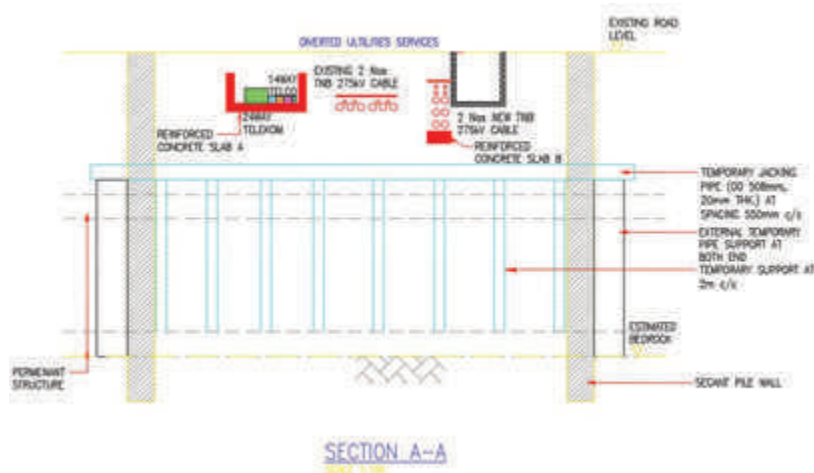 EXISTING ROAD
LEVEL
DIVERTED ULTILITIES SERVICES
14WAY
TELCO
EXISTING 2 Nos
TNB 275kV CABLE
24WAY
TELEKOM
REINFORCED
CONCRETE SLAB A
2 Nos NEW TNB
275kV CABLE
REINFORCED
CONCRETE SLAB B
TEMPORARY JACKING
PIPE (OD 508mm,
20mm THK.) AT
SPACING 550mm c/c
EXTERNAL TEMPORARY
PIPE SUPPORT AT
BOTH END
TEMPORARY SUPPORT AT
2m c/c
ESTIMATED
BEDROCK
PERMENANT
STRUCTURE
SECANT PILE WALL
SECTION A-A